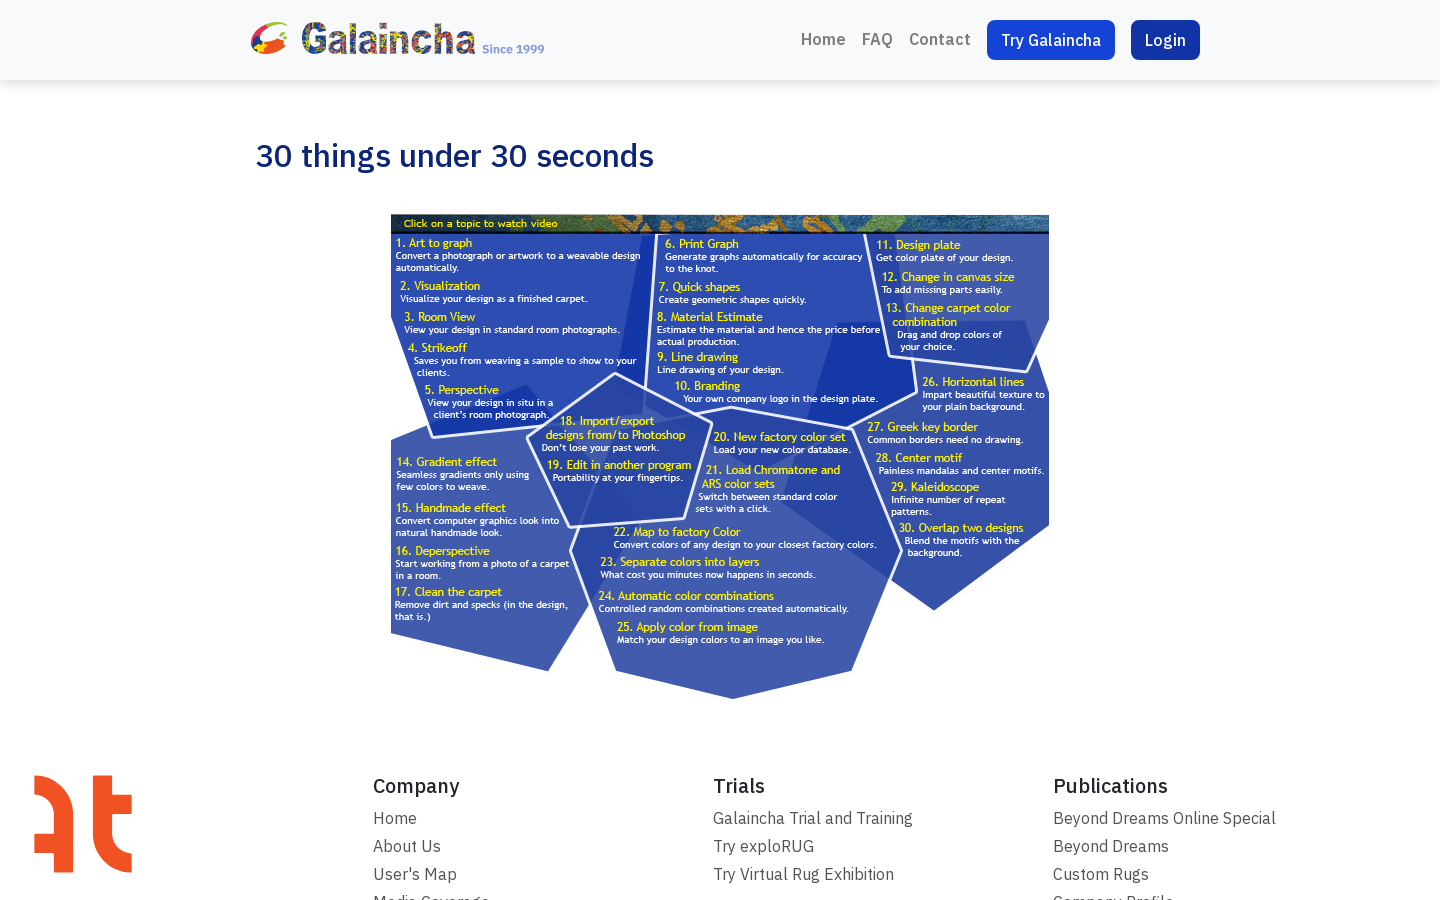 Galaincha Since 1999
Home FAQ Contact Try Galaincha Login
30 things under 30 seconds
Click on a topic to watch video
1. Art to graph
Convert a photograph or artwork to a weavable design
automatically.
2. Visualization
Visualize your design as a finished carpet.
3. Room View
View your design in standard room photographs.
4. Strikeoff
Saves you from weaving a sample to show to your
clients.
5. Perspective
View your design in situ in a
client's room photograph.
6. Print Graph
Generate graphs automatically for accuracy
to the knot.
7. Quick shapes
Create geometric shapes quickly.
8. Material Estimate
Estimate the material and hence the price before
actual production.
9. Line drawing
Line drawing of your design.
10. Branding
Your own company logo in the design plate.
11. Design plate
Get color plate of your design.
12. Change in canvas size
To add missing parts easily.
13. Change carpet color
combination
Drag and drop colors of
your choice.
14. Gradient effect
Seamless gradients only using
few colors to weave.
15. Handmade effect
Convert computer graphics look into
natural handmade look.
16. Deperspective
Start working from a photo of a carpet
in a room.
17. Clean the carpet
Remove dirt and specks (in the design,
that is.)
18. Import/export
designs from/to Photoshop
Don't lose your past work.
19. Edit in another program
Portability at your fingertips.
20. New factory color set
Load your new color database.
21. Load Chromatone and
ARS color sets
Switch between standard color
sets with a click.
22. Map to factory Color
Convert colors of any design to your closest factory colors.
23. Separate colors into layers
What cost you minutes now happens in seconds.
24. Automatic color combinations
Controlled random combinations created automatically.
25. Apply color from image
Match your design colors to an image you like.
26. Horizontal lines
Impart beautiful texture to
your plain background.
27. Greek key border
Common borders need no drawing.
28. Center motif
Painless mandalas and center motifs.
29. Kaleidoscope
Infinite number of repeat
patterns.
30. Overlap two designs
Blend the motifs with the
background.
Company
Home
About Us
User's Map
Media Coverage
Trials
Galaincha Trial and Training
Try exploRUG
Try Virtual Rug Exhibition
Publications
Beyond Dreams Online Special
Beyond Dreams
Custom Rugs
Company Profile